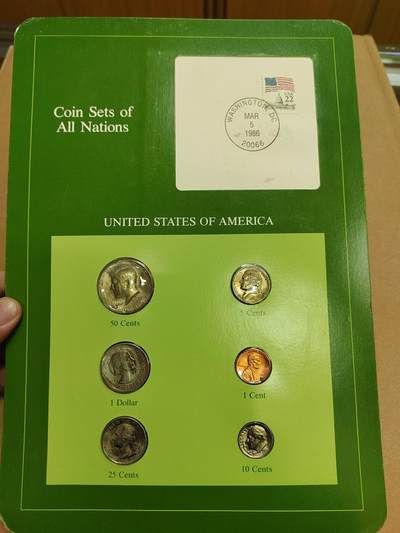 Coin Sets of
All Nations
USA
22
WASHINGTON, DC
MAR
5
1986
20066
UNITED STATES OF AMERICA
50 Cents
5 Cents
1 Dollar
1 Cent
25 Cents
10 Cents